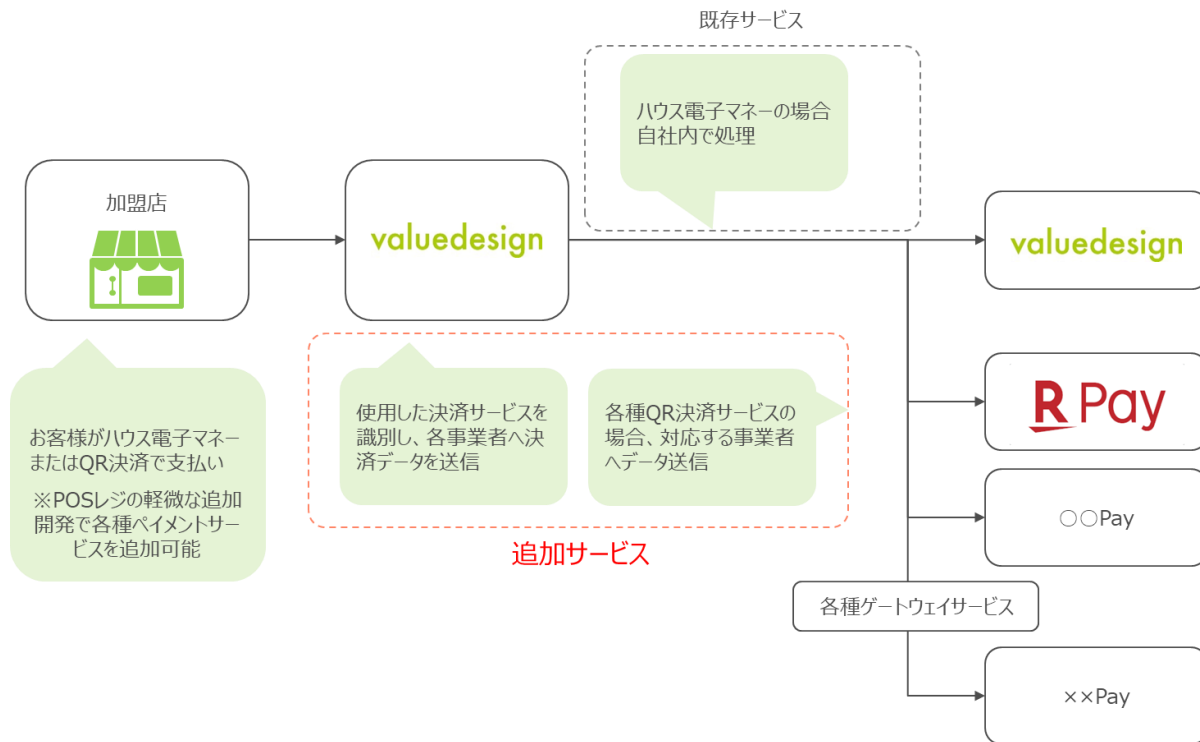 既存サービス
ハウス電子マネーの場合
自社内で処理
加盟店
valuedesign
valuedesign
R Pay
お客様がハウス電子マネー
またはQR決済で支払い
※POSレジの軽微な追加
開発で各種ペイメントサー
ビスを追加可能
使用した決済サービスを
識別し、各事業者へ決
済データを送信
各種QR決済サービスの
場合、対応する事業者
へデータ送信
追加サービス
○○Pay
各種ゲートウェイサービス
××Pay